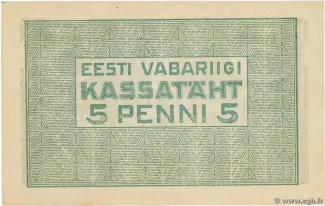 EESTI VABARIIGI
KASSATÄHT
5 PENNI 5
© www.cgb.fr